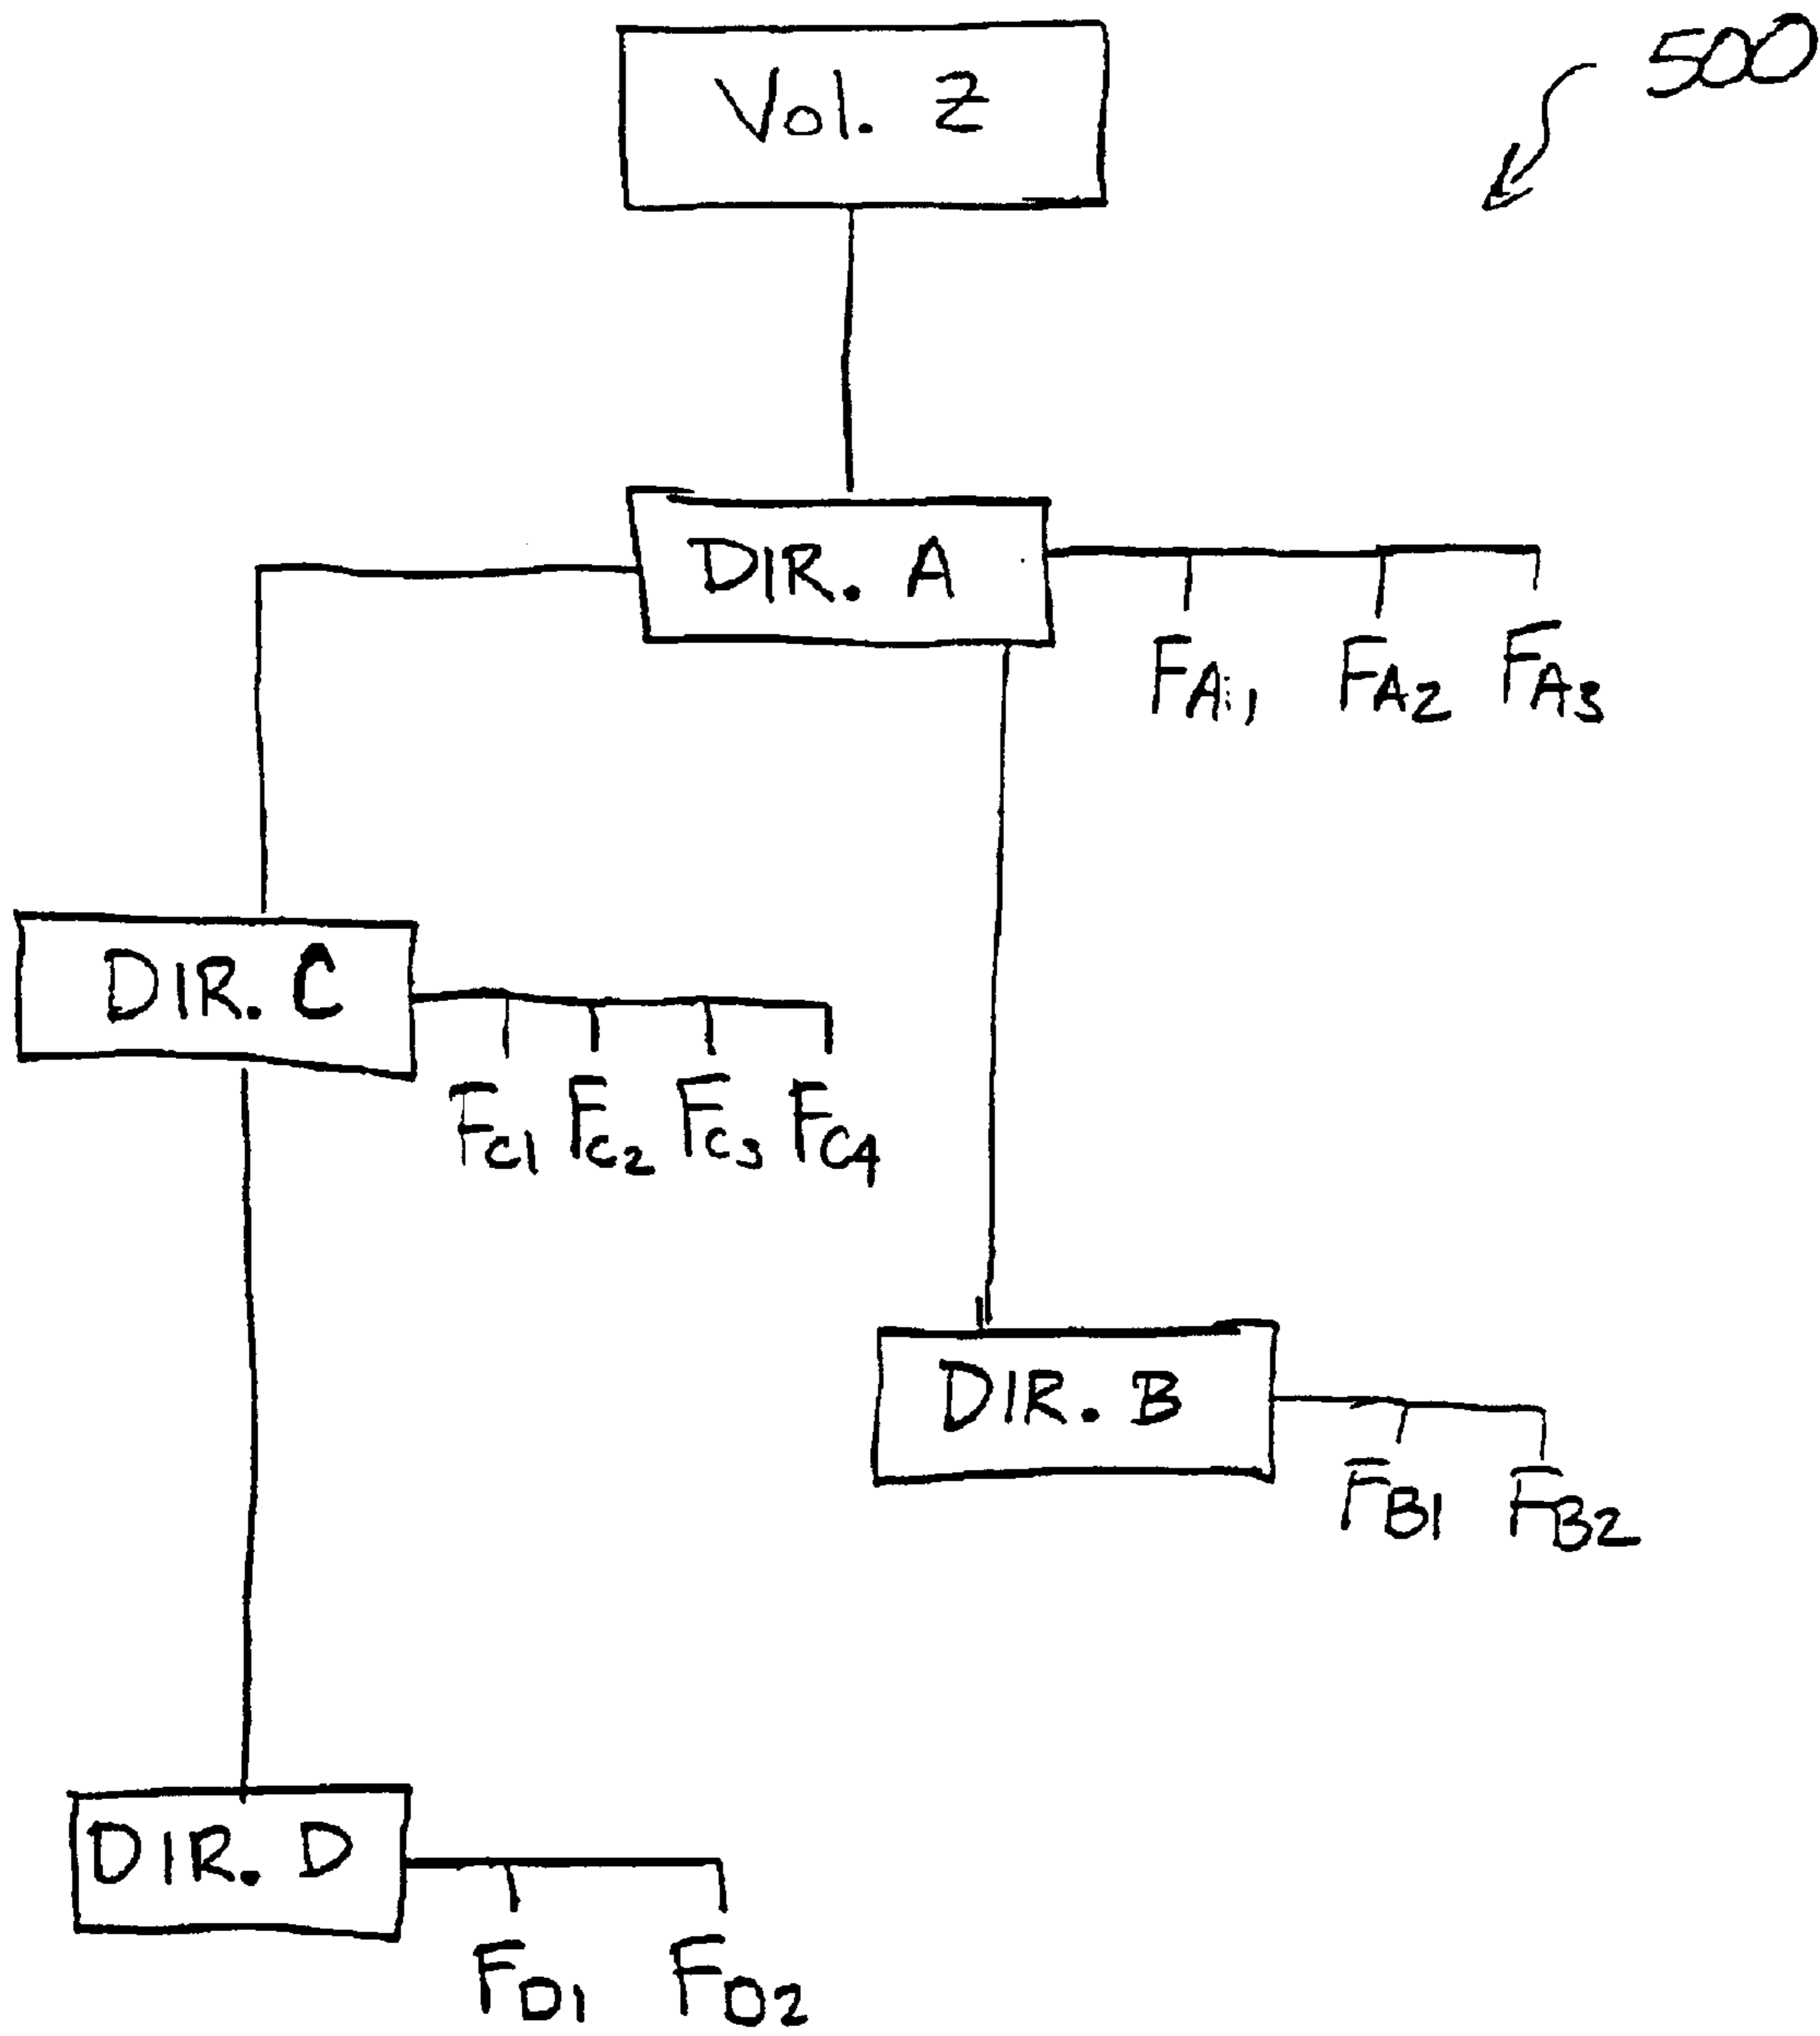 500
Vol. Z
DIR. A
FA1 FA2 FA3
DIR. C
FC1 FC2 FC3 FC4
DIR. B
FB1 FB2
DIR. D
FD1 FD2